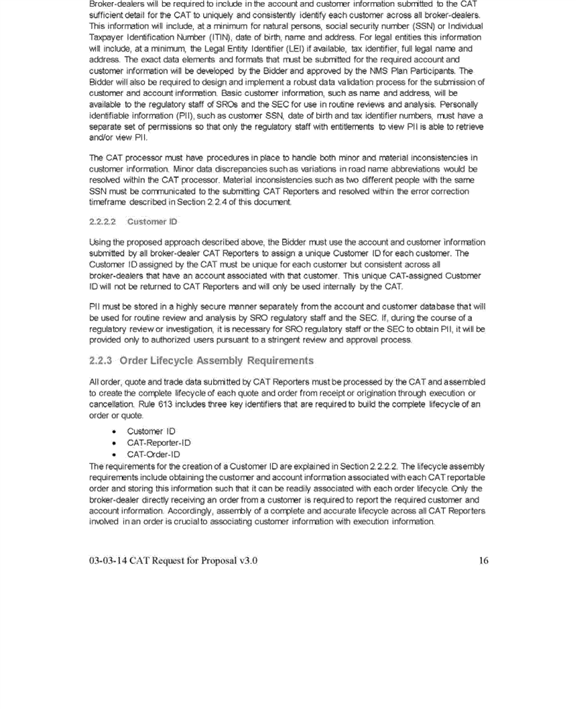 Broker-dealers will be required to include in the account and customer information submitted to the CAT
sufficient detail for the CAT to uniquely and consistently identify each customer across all broker-dealers.
This information will include, at a minimum for natural persons, social security number (SSN) or Individual
Taxpayer Identification Number (ITIN), date of birth, name and address. For legal entities this information
will include, at a minimum, the Legal Entity Identifier (LEI) if available, tax identifier, full legal name and
address. The exact data elements and formats that must be submitted for the required account and
customer information will be developed by the Bidder and approved by the NMS Plan Participants. The
Bidder will also be required to design and implement a robust data validation process for the submission of
customer and account information. Basic customer information, such as name and address, will be
available to the regulatory staff of SROs and the SEC for use in routine reviews and analysis. Personally
identifiable information (PII), such as customer SSN, date of birth and tax identifier numbers, must have a
separate set of permissions so that only the regulatory staff with entitlements to view PII is able to retrieve
and/or view PII.
The CAT processor must have procedures in place to handle both minor and material inconsistencies in
customer information. Minor data discrepancies such as variations in road name abbreviations would be
resolved within the CAT processor. Material inconsistencies such as two different people with the same
SSN must be communicated to the submitting CAT Reporters and resolved within the error correction
timeframe described in Section 2.2.4 of this document.
2.2.2.2 Customer ID
Using the proposed approach described above, the Bidder must use the account and customer information
submitted by all broker-dealer CAT Reporters to assign a unique Customer ID for each customer. The
Customer ID assigned by the CAT must be unique for each customer but consistent across all
broker-dealers that have an account associated with that customer. This unique CAT-assigned Customer
ID will not be returned to CAT Reporters and will only be used internally by the CAT.
PII must be stored in a highly secure manner separately from the account and customer database that will
be used for routine review and analysis by SRO regulatory staff and the SEC. If, during the course of a
regulatory review or investigation, it is necessary for SRO regulatory staff or the SEC to obtain PII, it will be
provided only to authorized users pursuant to a stringent review and approval process.
2.2.3 Order Lifecycle Assembly Requirements
All order, quote and trade data submitted by CAT Reporters must be processed by the CAT and assembled
to create the complete lifecycle of each quote and order from receipt or origination through execution or
cancellation. Rule 613 includes three key identifiers that are required to build the complete lifecycle of an
order or quote.
• Customer ID
• CAT-Reporter-ID
• CAT-Order-ID
The requirements for the creation of a Customer ID are explained in Section 2.2.2.2. The lifecycle assembly
requirements include obtaining the customer and account information associated with each CAT reportable
order and storing this information such that it can be readily associated with each order lifecycle. Only the
broker-dealer directly receiving an order from a customer is required to report the required customer and
account information. Accordingly, assembly of a complete and accurate lifecycle across all CAT Reporters
involved in an order is crucial to associating customer information with execution information.
03-03-14 CAT Request for Proposal v3.0 16